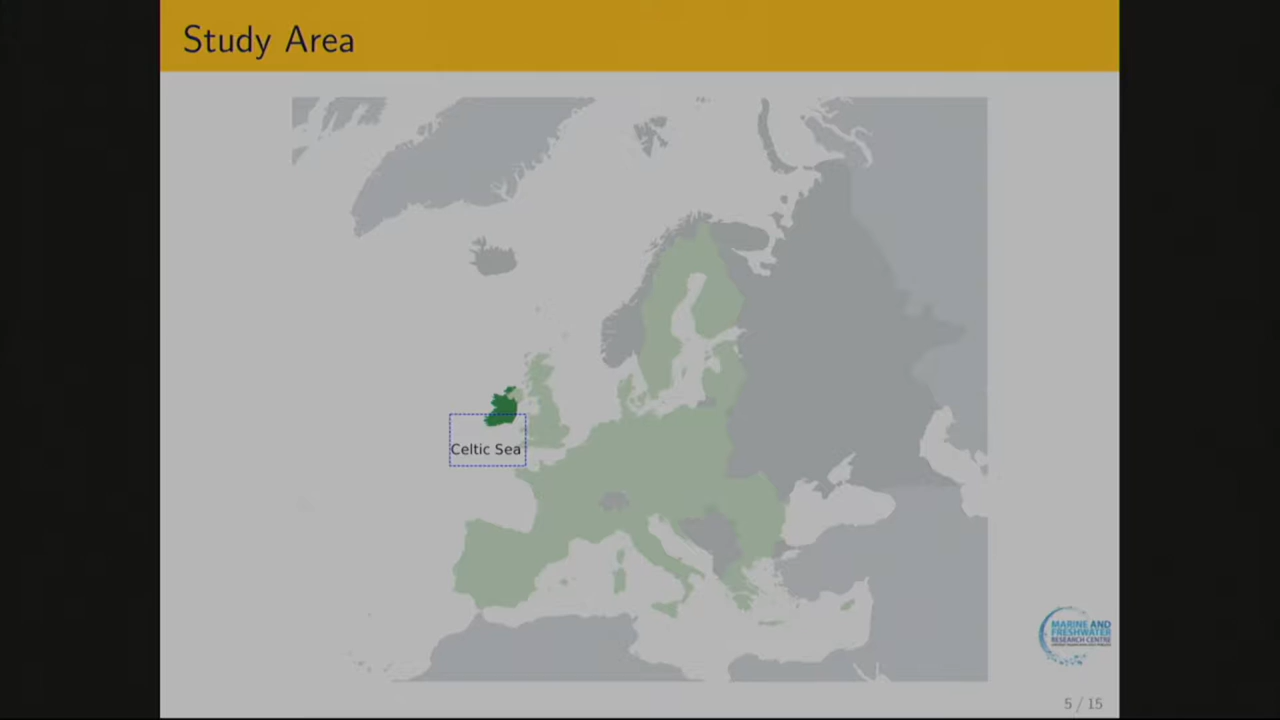 Study Area
Celtic Sea
MARINE AND
FRESHWATER
RESEARCH CENTRE
5 / 15